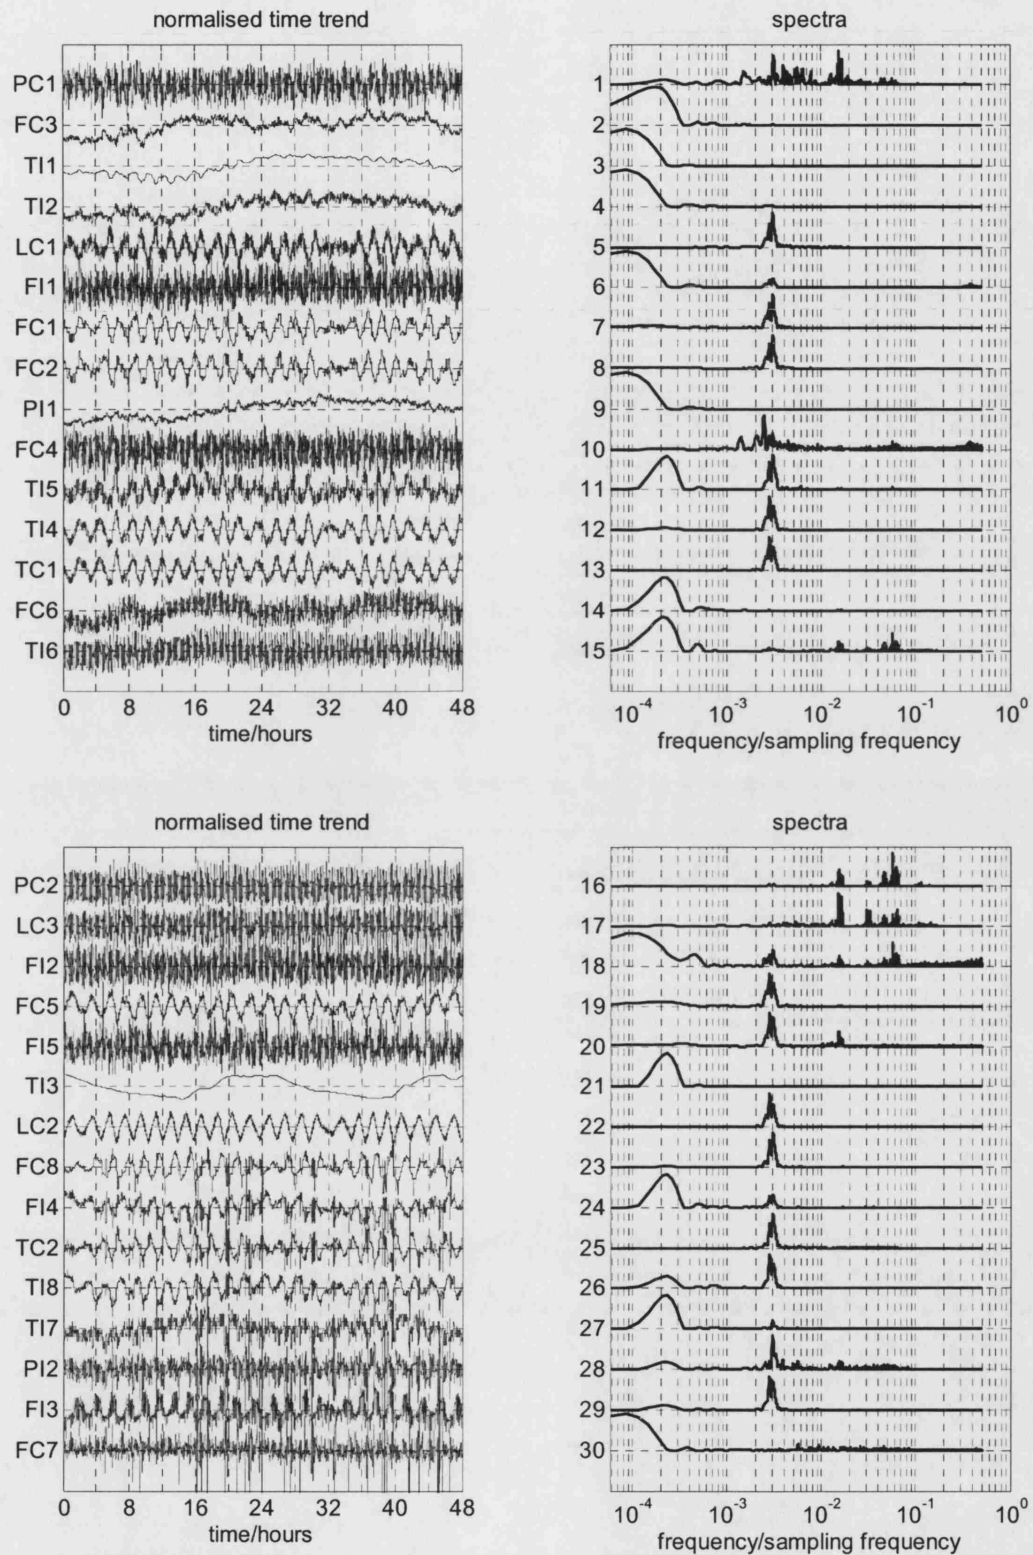 normalised time trend
spectra
PC1
FC3
TI1
TI2
LC1
FI1
FC1
FC2
PI1
FC4
TI5
TI4
TC1
FC6
TI6
0 8 16 24 32 40 48
time/hours
1
2
3
4
5
6
7
8
9
10
11
12
13
14
15
10^-4 10^-3 10^-2 10^-1 10^0
frequency/sampling frequency
normalised time trend
spectra
PC2
LC3
FI2
FC5
FI5
TI3
LC2
FC8
FI4
TC2
TI8
TI7
PI2
FI3
FC7
0 8 16 24 32 40 48
time/hours
16
17
18
19
20
21
22
23
24
25
26
27
28
29
30
10^-4 10^-3 10^-2 10^-1 10^0
frequency/sampling frequency